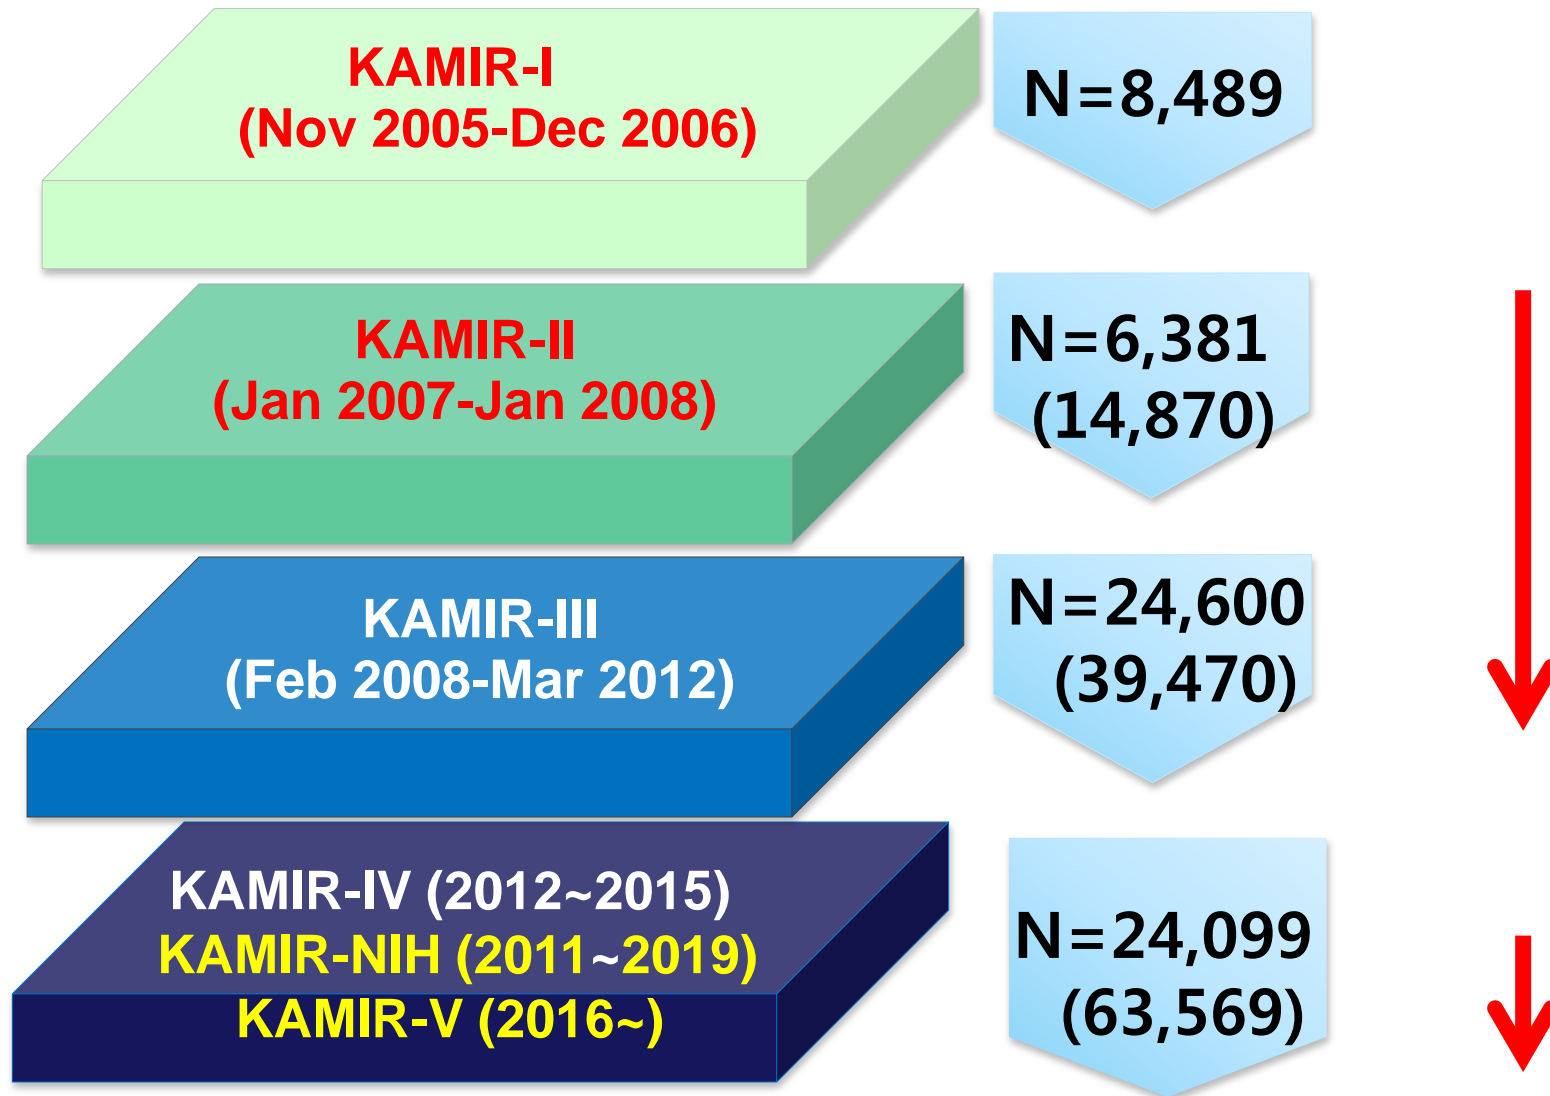 KAMIR-I
(Nov 2005-Dec 2006)
N=8,489
KAMIR-II
(Jan 2007-Jan 2008)
N=6,381
(14,870)
KAMIR-III
(Feb 2008-Mar 2012)
N=24,600
(39,470)
KAMIR-IV (2012~2015)
KAMIR-NIH (2011~2019)
KAMIR-V (2016~)
N=24,099
(63,569)